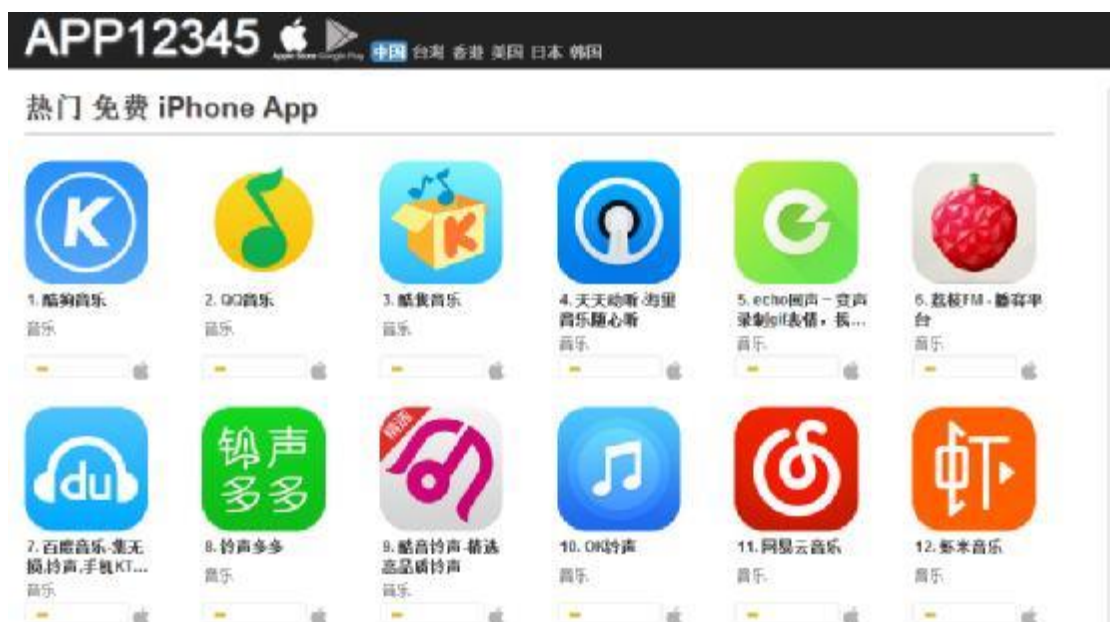 APP12345
Apple Store Google Play
中国 台湾 香港 美国 日本 韩国
热门 免费 iPhone App
K
K
1. 酷狗音乐
音乐
2. QQ音乐
音乐
3. 酷我音乐
音乐
4. 天天动听-海量
音乐随心听
音乐
5. echo回声－变声
录制gif表情，
音乐
6. 荔枝FM - 播客平
台
音乐
du
铃声
多多
精选
虾
7. 百度音乐-集无
损,铃声,手机KT...
音乐
8. 铃声多多
音乐
9. 酷音铃声-精选
高品质铃声
音乐
10. OK铃声
音乐
11. 网易云音乐
音乐
12. 虾米音乐
音乐